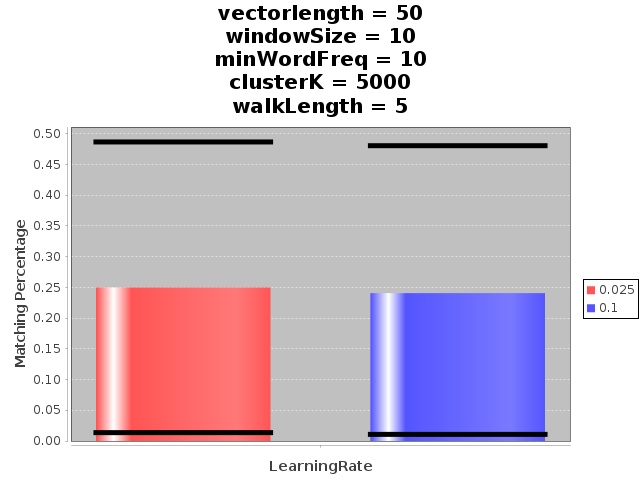 vectorlength = 50
windowSize = 10
minWordFreq = 10
clusterK = 5000
walkLength = 5
0.50
0.45
0.40
0.35
0.30
0.25
0.20
0.15
0.10
0.05
0.00
Matching Percentage
LearningRate
0.025
0.1